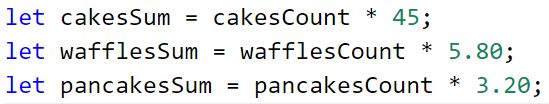 let cakesSum = cakesCount * 45;
let wafflesSum = wafflesCount * 5.80;
let pancakesSum = pancakesCount * 3.20;